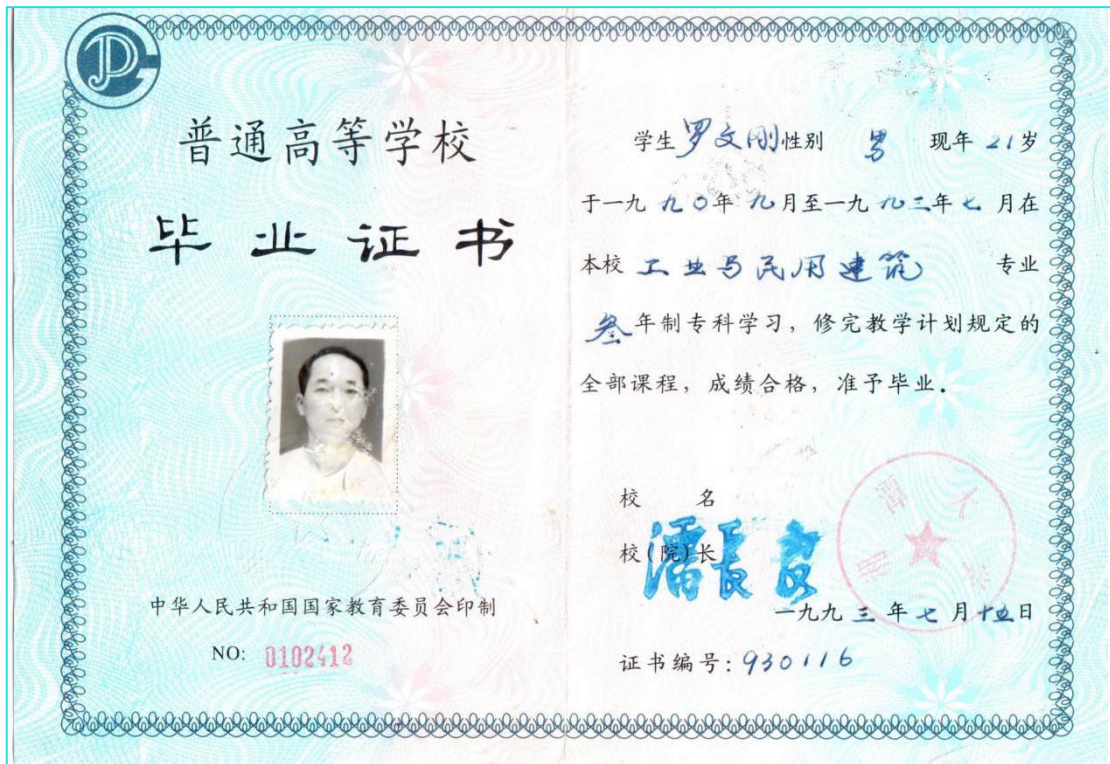 普通高等学校
毕业证书
中华人民共和国国家教育委员会印制
NO: 0102412
学生罗文刚性别 男 现年21岁
于一九九〇年九月至一九九三年七月在
本校工业与民用建筑 专业
叁年制专科学习，修完教学计划规定的
全部课程，成绩合格，准予毕业.
校 名
校(院)长
一九九三年七月十五日
证书编号：930116